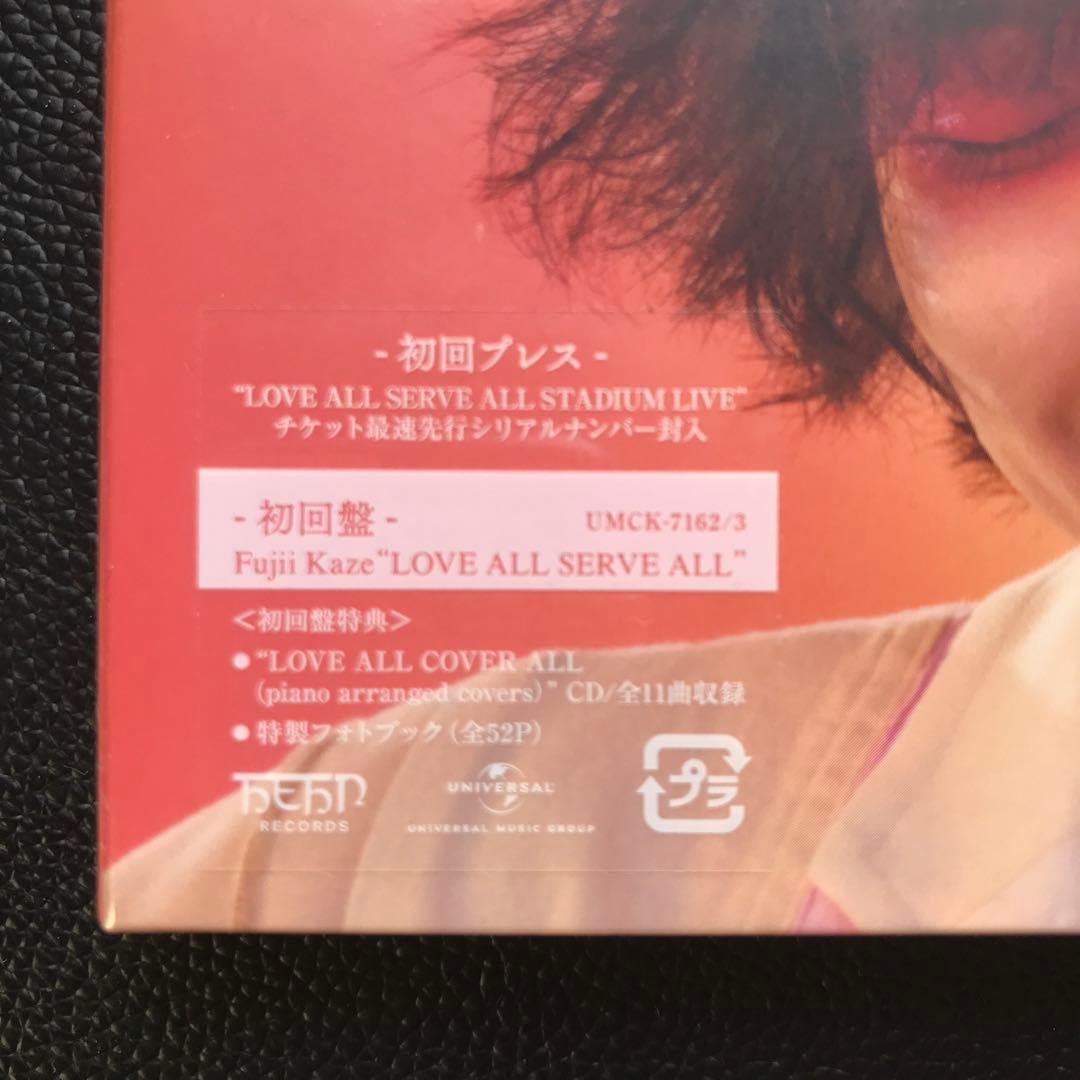 - 初回プレス -
“LOVE ALL SERVE ALL STADIUM LIVE”
チケット最速先行シリアルナンバー封入
- 初回盤 - UMCK-7162/3
Fujii Kaze“LOVE ALL SERVE ALL”
＜初回盤特典＞
●“LOVE ALL COVER ALL
(piano arranged covers)” CD/全11曲収録
●特製フォトブック(全52P)
HEHN RECORDS
UNIVERSAL
UNIVERSAL MUSIC GROUP
プラ